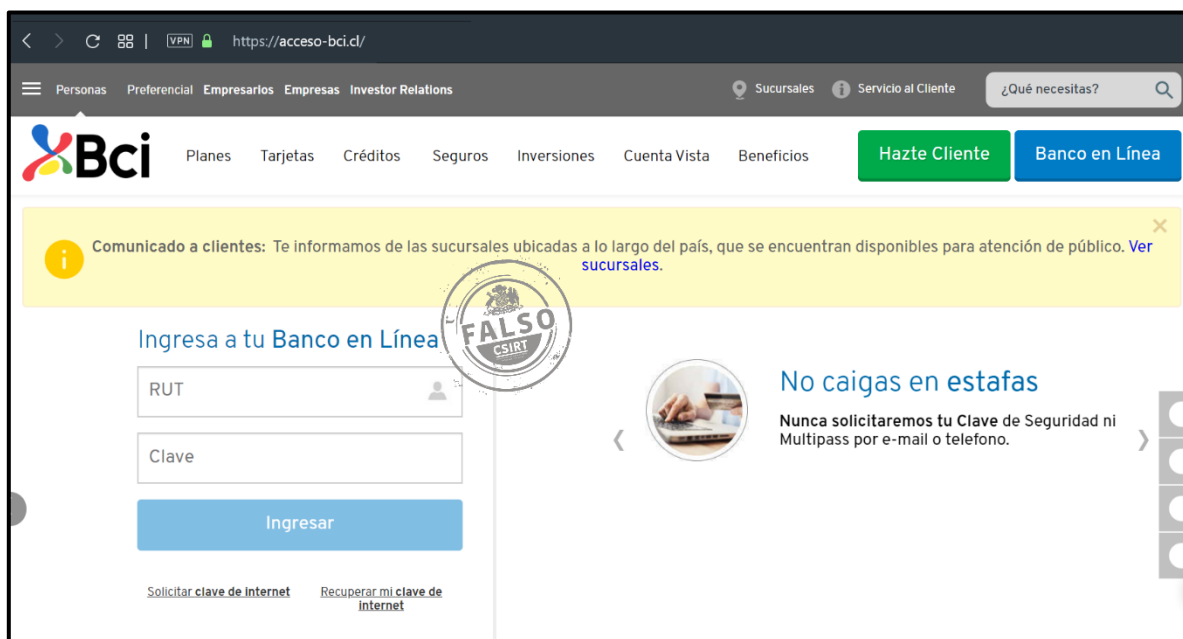 VPN https://acceso-bci.cl/
Personas Preferencial Empresarios Empresas Investor Relations Sucursales Servicio al Cliente ¿Qué necesitas?
Bci Planes Tarjetas Créditos Seguros Inversiones Cuenta Vista Beneficios Hazte Cliente Banco en Línea
Comunicado a clientes: Te informamos de las sucursales ubicadas a lo largo del país, que se encuentran disponibles para atención de público. Ver
sucursales.
FALSO
CSIRT
Ingresa a tu Banco en Línea
RUT
Clave
Ingresar
Solicitar clave de internet
Recuperar mi clave de
internet
No caigas en estafas
Nunca solicitaremos tu Clave de Seguridad ni
Multipass por e-mail o telefono.